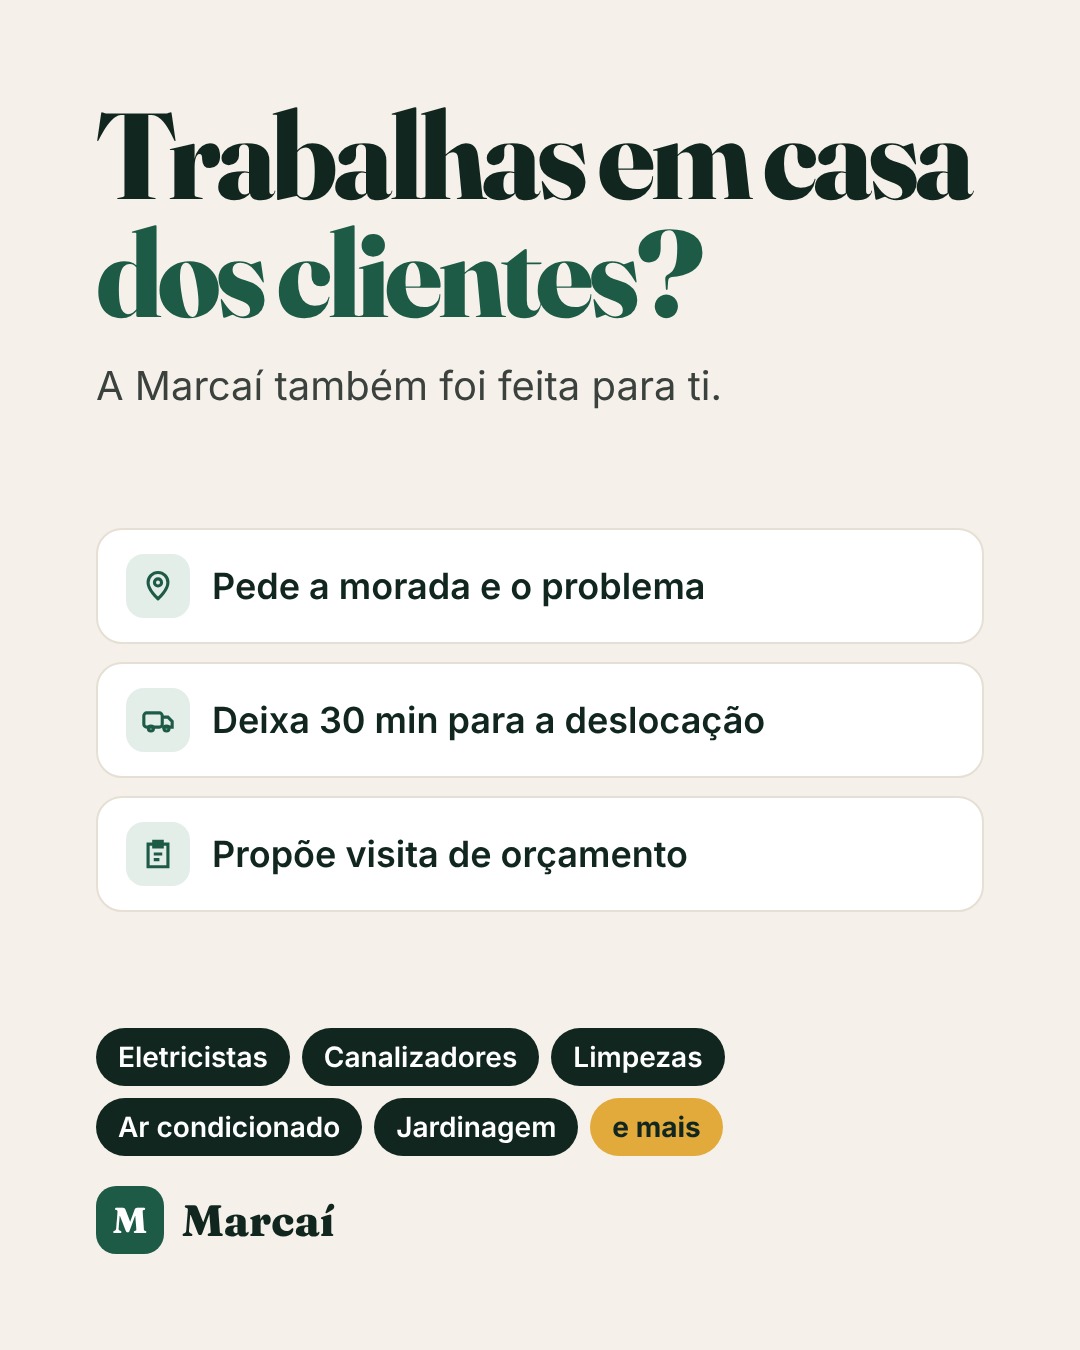 Trabalhas em casa
dos clientes?
A Marcaí também foi feita para ti.
Pede a morada e o problema
Deixa 30 min para a deslocação
Propõe visita de orçamento
Eletricistas Canalizadores Limpezas
Ar condicionado Jardinagem e mais
M Marcaí